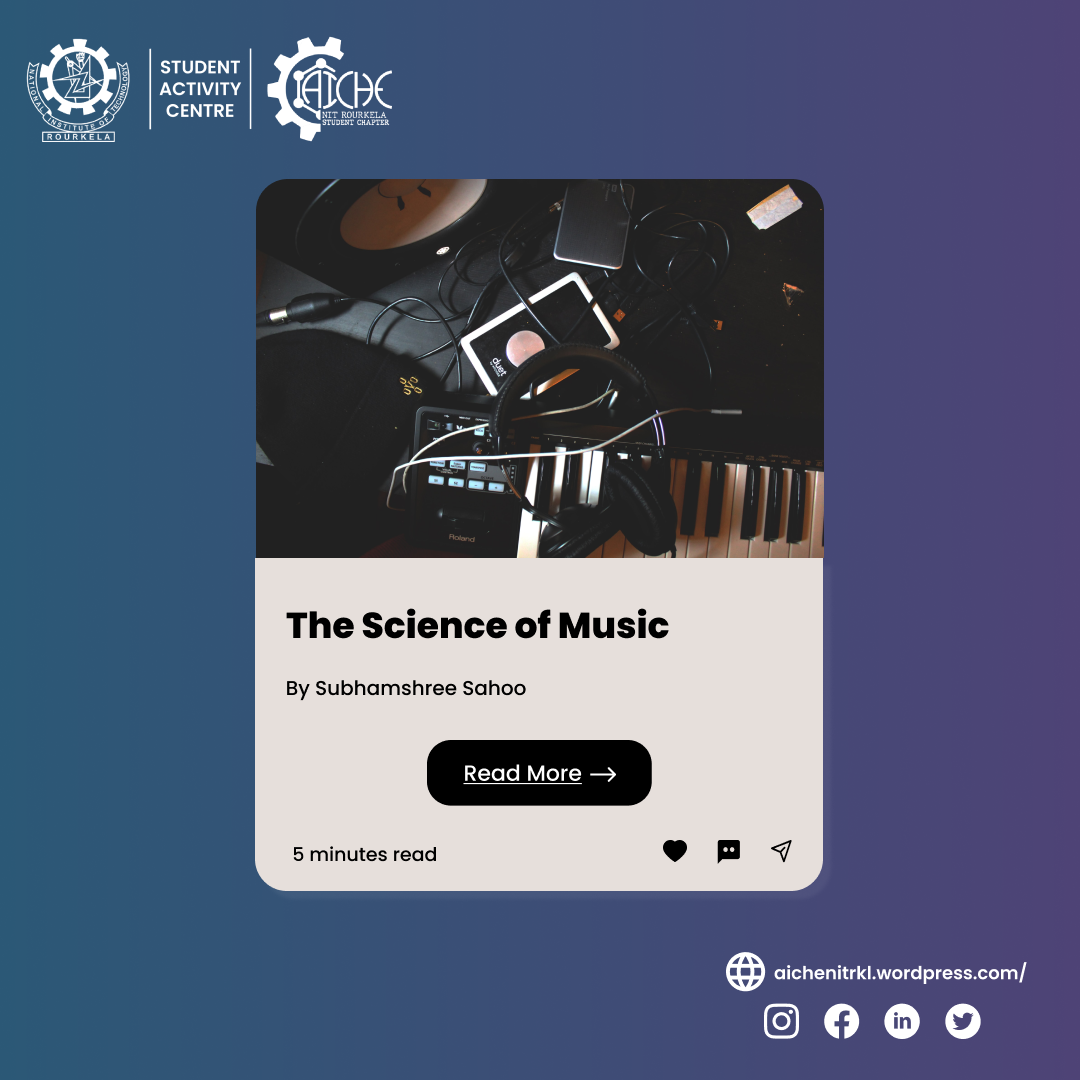 NATIONAL INSTITUTE OF TECHNOLOGY
ROURKELA
STUDENT
ACTIVITY
CENTRE
AIChE
NIT ROURKELA
STUDENT CHAPTER
duet
Roland
The Science of Music
By Subhamshree Sahoo
Read More
5 minutes read
aichenitrkl.wordpress.com/
in